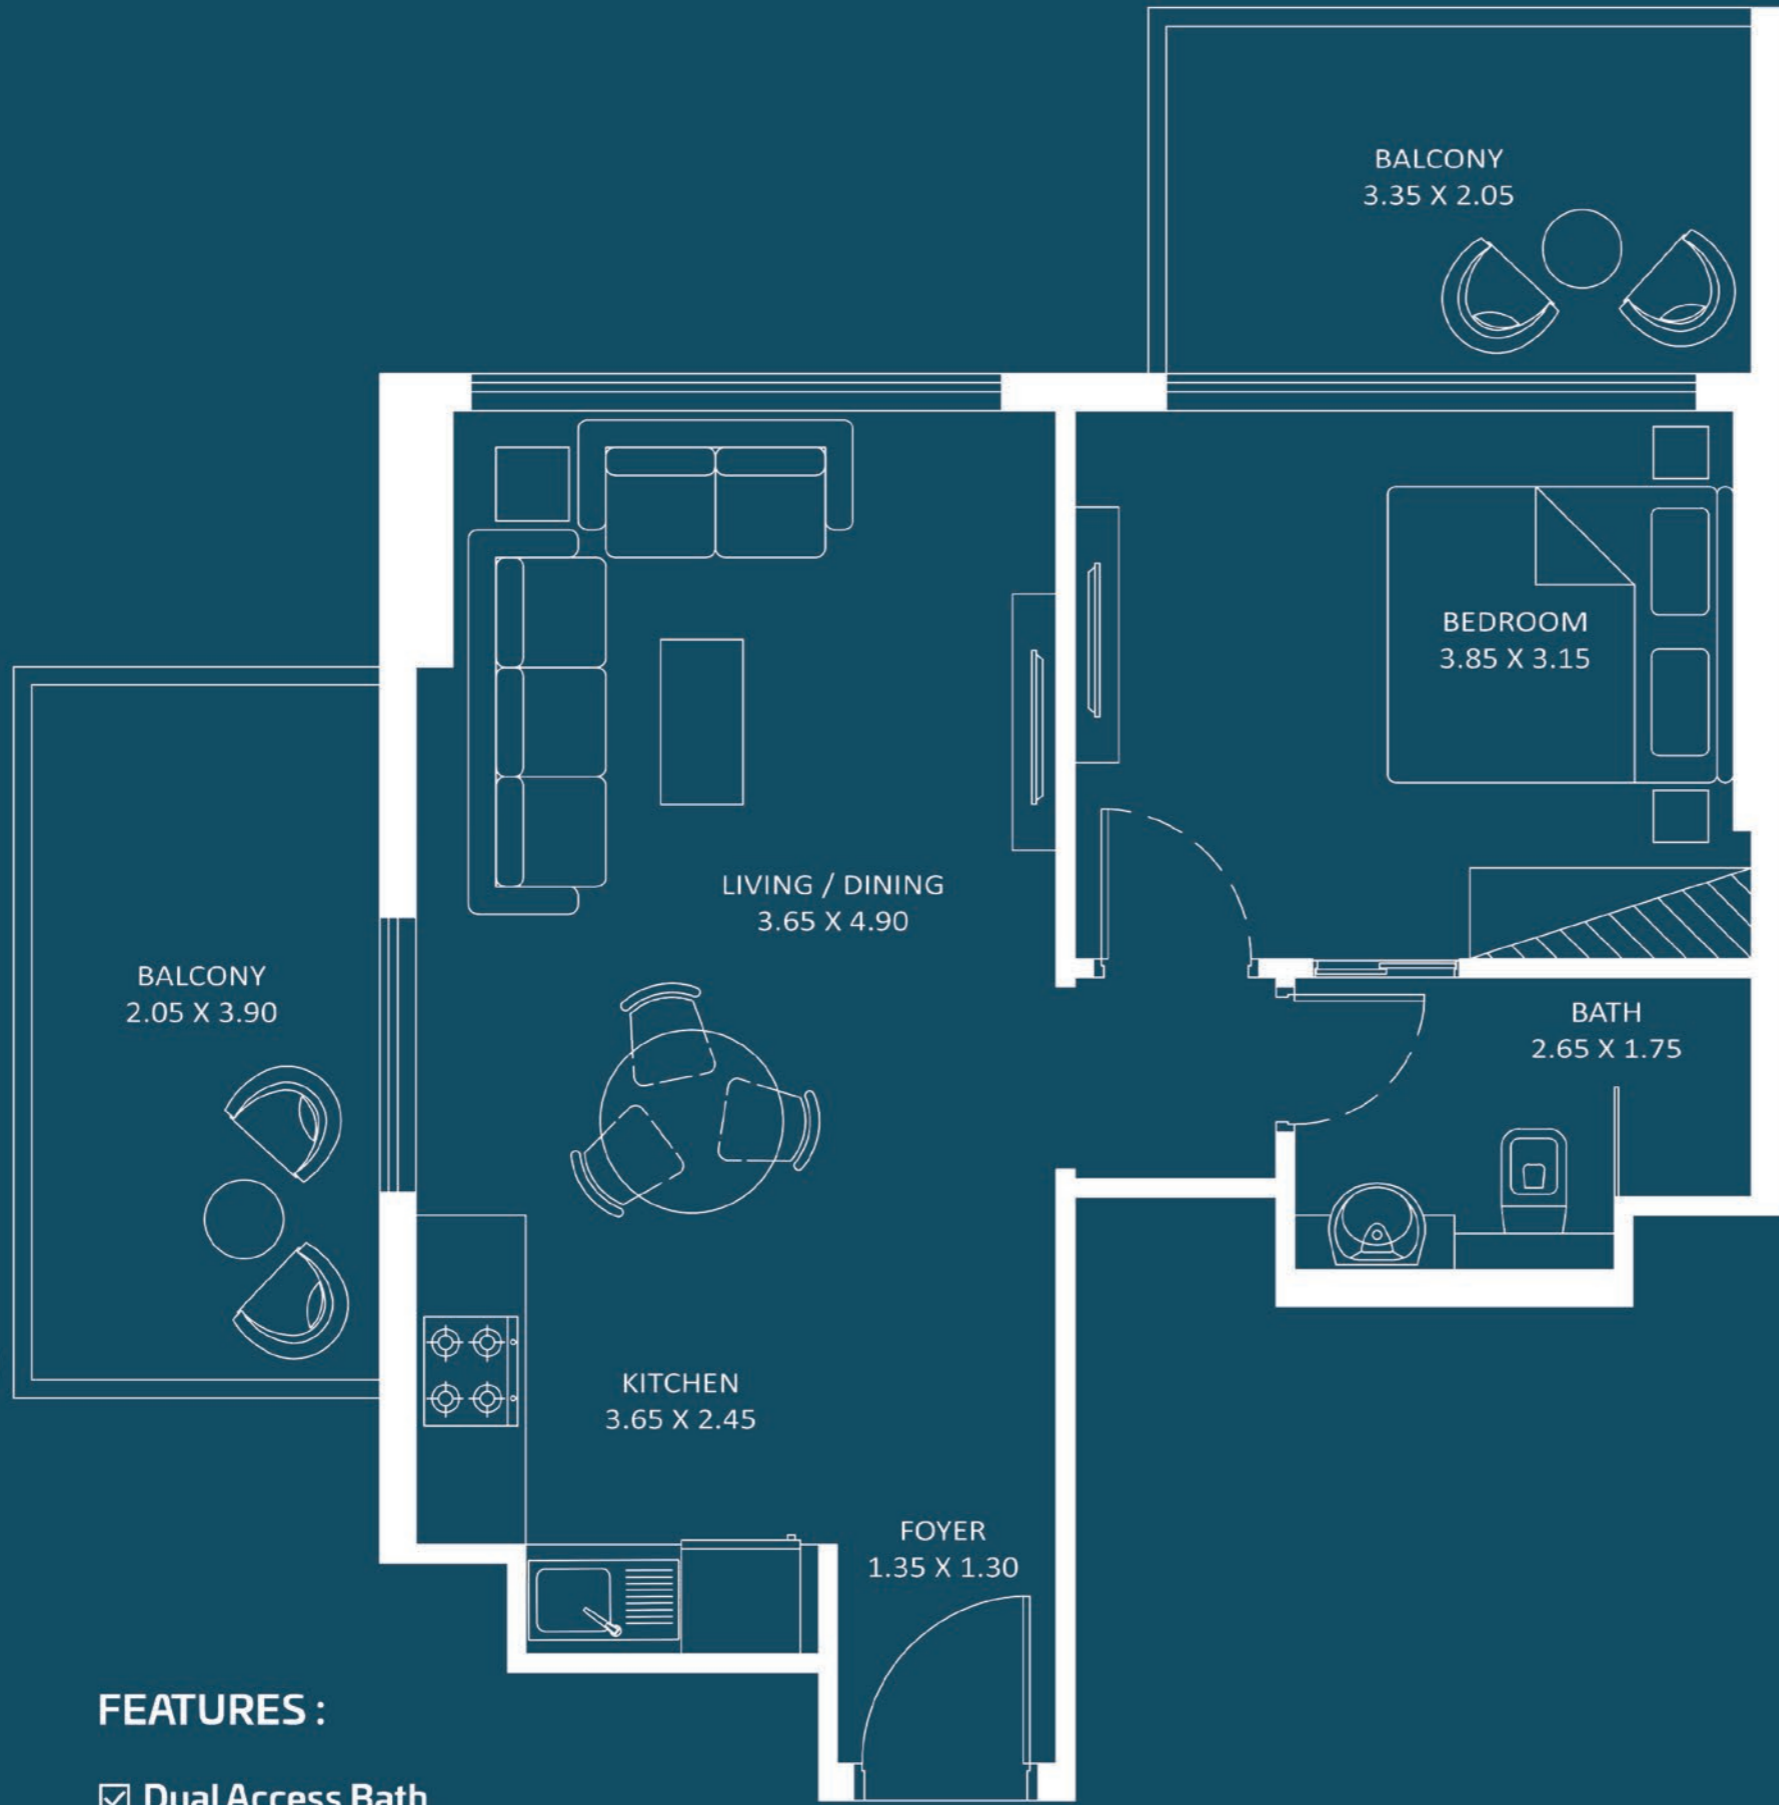 BALCONY
3.35 X 2.05
BEDROOM
3.85 X 3.15
LIVING / DINING
3.65 X 4.90
BALCONY
2.05 X 3.90
BATH
2.65 X 1.75
KITCHEN
3.65 X 2.45
FOYER
1.35 X 1.30
FEATURES :
Dual Access Bath